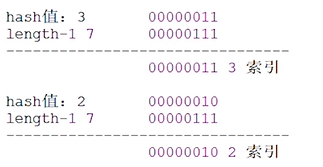 hash值: 3 00000011
length-1 7 00000111
--------------------------------
00000011 3 索引
hash值: 2 00000010
length-1 7 00000111
--------------------------------
00000010 2 索引